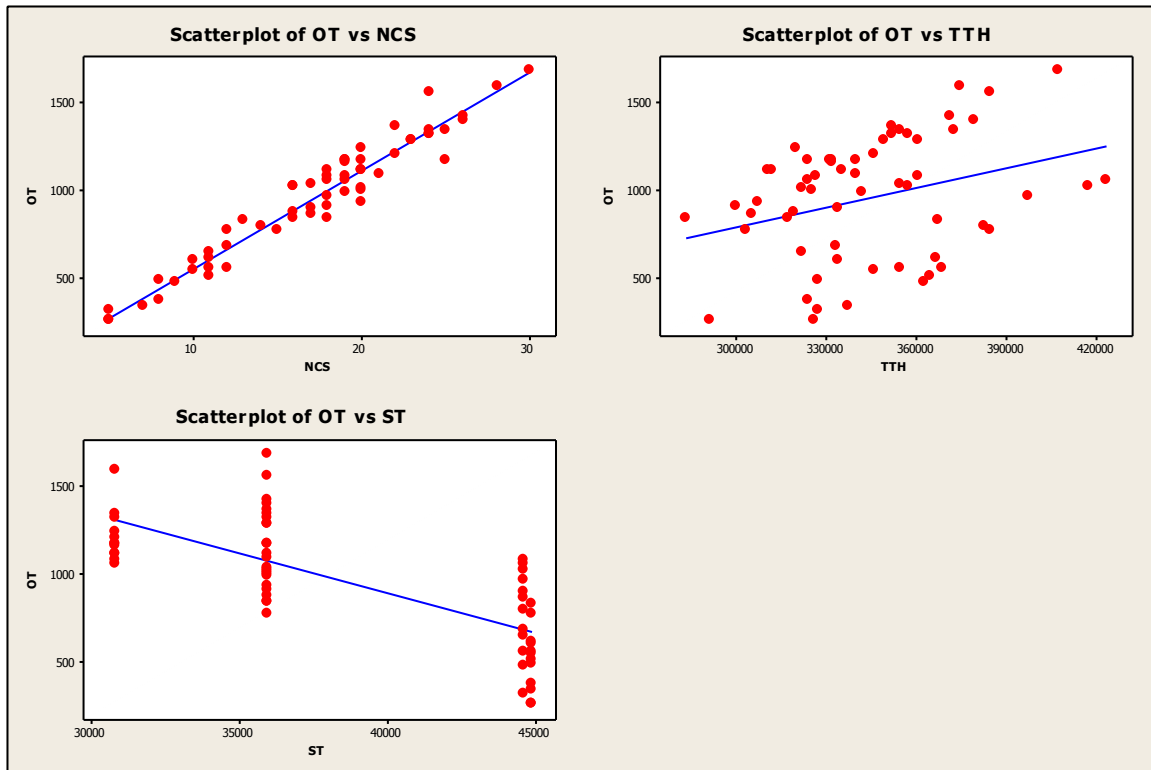 Scatterplot of OT vs NCS
1500
1000
500
OT
10 20 30
NCS
Scatterplot of OT vs TTH
1500
1000
500
OT
300000 330000 360000 390000 420000
TTH
Scatterplot of OT vs ST
1500
1000
500
OT
30000 35000 40000 45000
ST